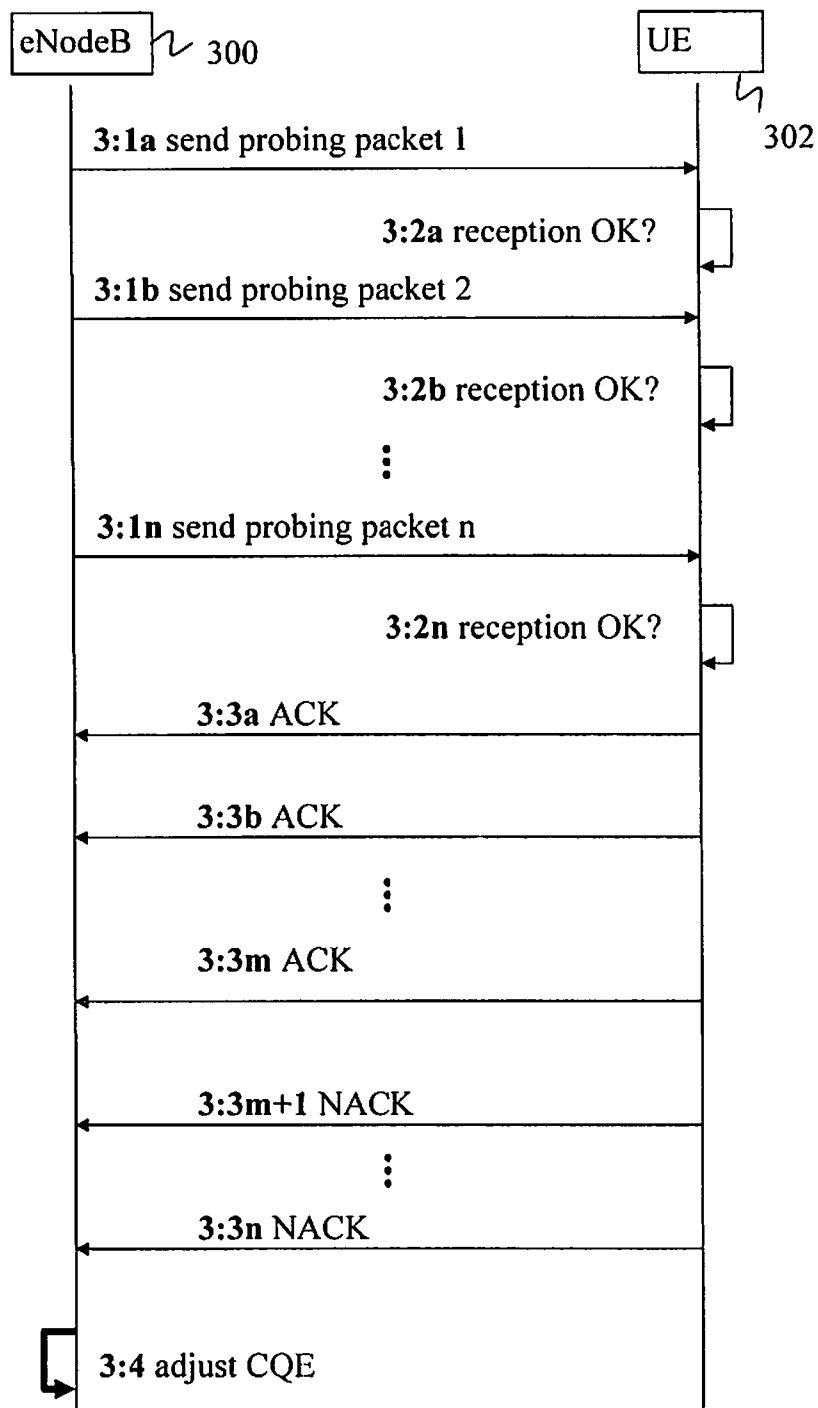 eNodeB
300
UE
302
3:1a send probing packet 1
3:2a reception OK?
3:1b send probing packet 2
3:2b reception OK?
3:1n send probing packet n
3:2n reception OK?
3:3a ACK
3:3b ACK
3:3m ACK
3:3m+1 NACK
3:3n NACK
3:4 adjust CQE